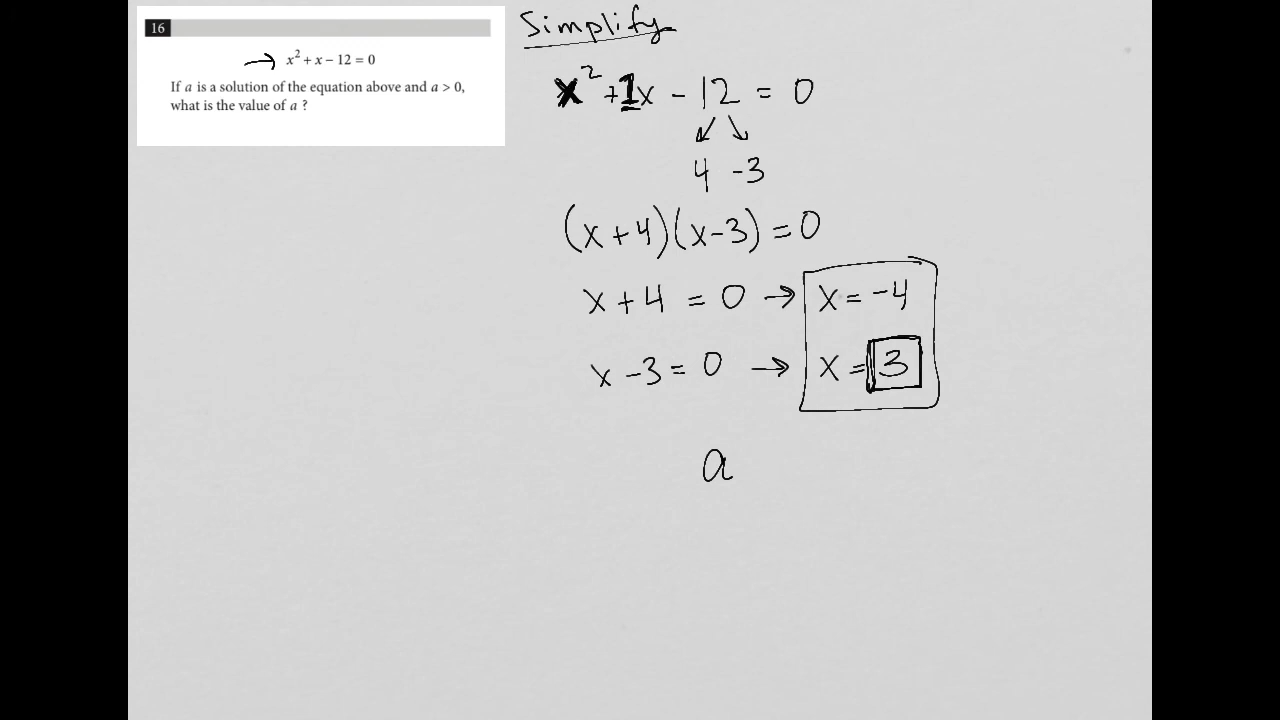 16
→ x² + x − 12 = 0
If a is a solution of the equation above and a > 0,
what is the value of a ?
Simplify
x² + 1x − 12 = 0
4 -3
(x + 4)(x − 3) = 0
x + 4 = 0 → x = −4
x − 3 = 0 → x = 3
a